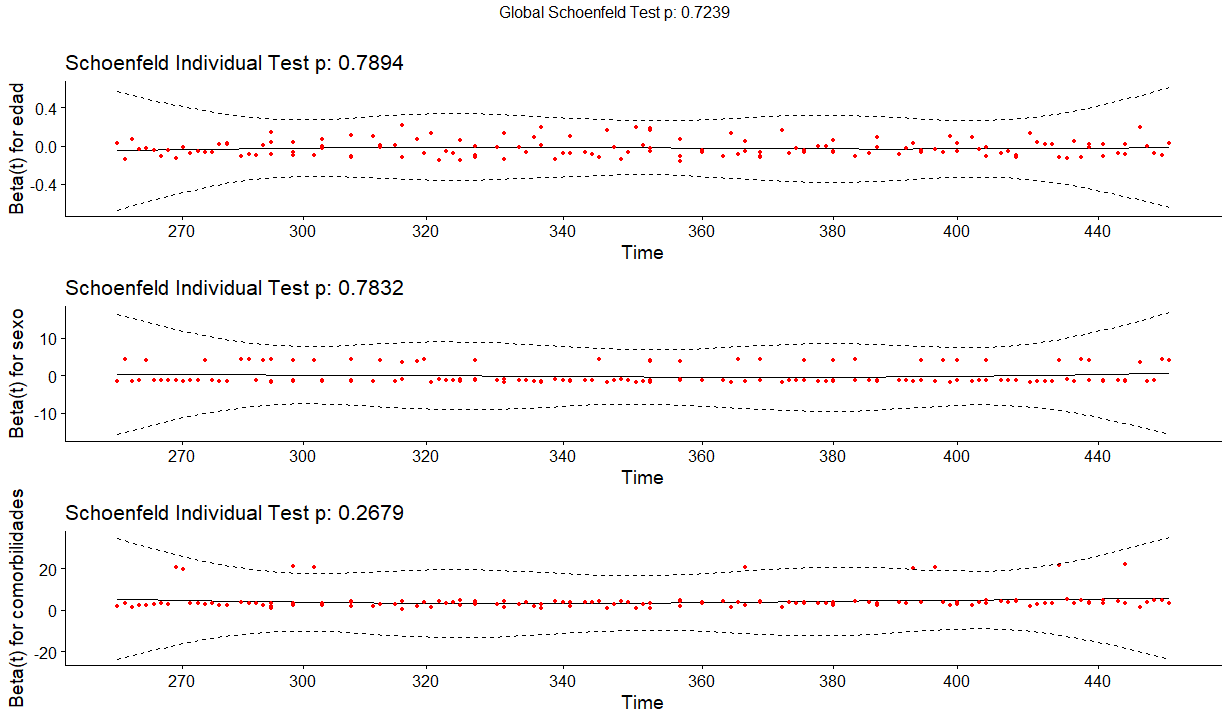 Global Schoenfeld Test p: 0.7239
Schoenfeld Individual Test p: 0.7894
Beta(t) for edad
0.4
0.0
-0.4
270 300 320 340 360 380 400 440
Time
Schoenfeld Individual Test p: 0.7832
Beta(t) for sexo
10
0
-10
270 300 320 340 360 380 400 440
Time
Schoenfeld Individual Test p: 0.2679
Beta(t) for comorbilidades
20
0
-20
270 300 320 340 360 380 400 440
Time